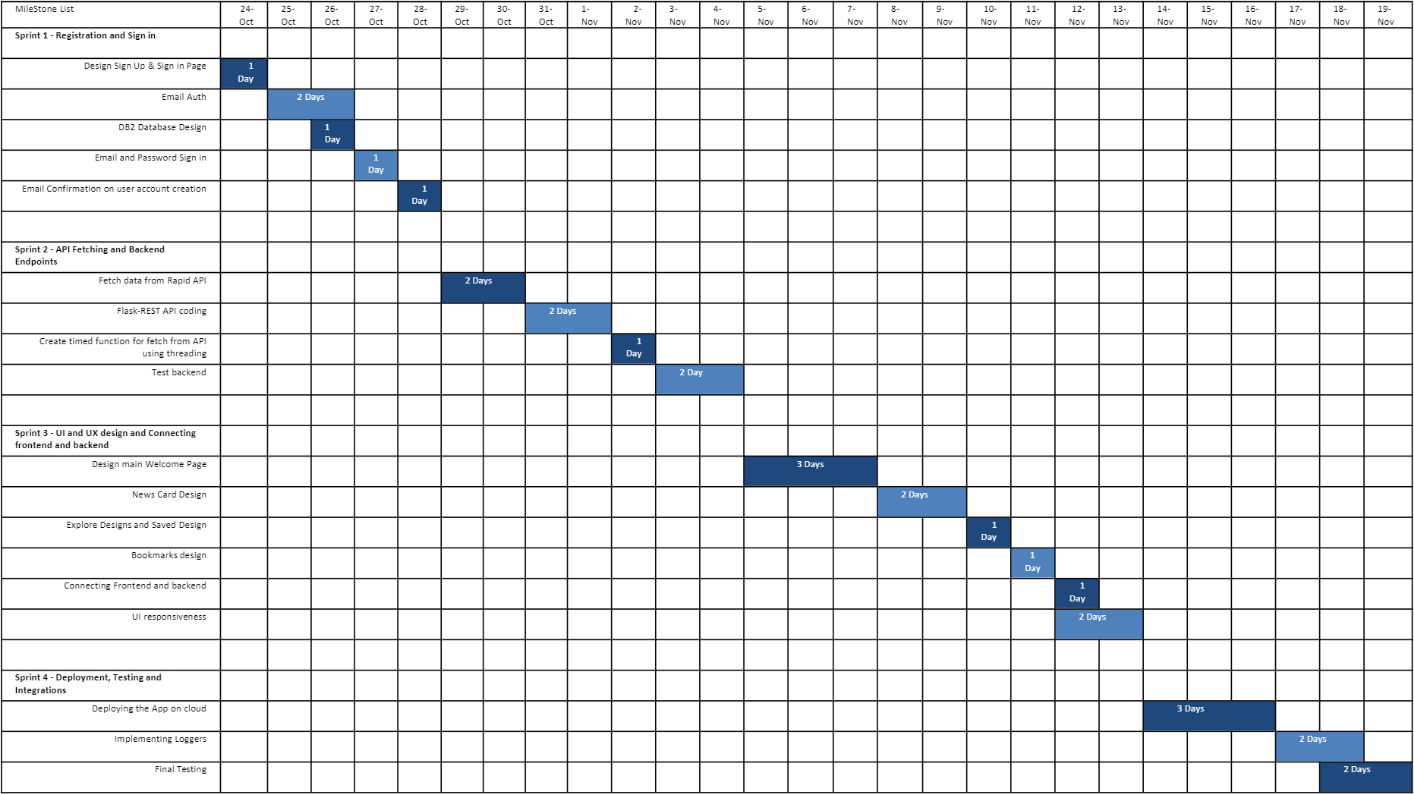 MileStone List
24-
Oct
25-
Oct
26-
Oct
27-
Oct
28-
Oct
29-
Oct
30-
Oct
31-
Oct
1-
Nov
2-
Nov
3-
Nov
4-
Nov
5-
Nov
6-
Nov
7-
Nov
8-
Nov
9-
Nov
10-
Nov
11-
Nov
12-
Nov
13-
Nov
14-
Nov
15-
Nov
16-
Nov
17-
Nov
18-
Nov
19-
Nov
Sprint 1 - Registration and Sign in
Design Sign Up & Sign in Page
1
Day
Email Auth
2 Days
DB2 Database Design
1
Day
Email and Password Sign in
1
Day
Email Confirmation on user account creation
1
Day
Sprint 2 - API Fetching and Backend
Endpoints
Fetch data from Rapid API
2 Days
Flask-REST API coding
2 Days
Create timed function for fetch from API
using threading
1
Day
Test backend
2 Day
Sprint 3 - UI and UX design and Connecting
frontend and backend
Design main Welcome Page
3 Days
News Card Design
2 Days
Explore Designs and Saved Design
1
Day
Bookmarks design
1
Day
Connecting Frontend and backend
1
Day
UI responsiveness
2 Days
Sprint 4 - Deployment, Testing and
Integrations
Deploying the App on cloud
3 Days
Implementing Loggers
2 Days
Final Testing
2 Days